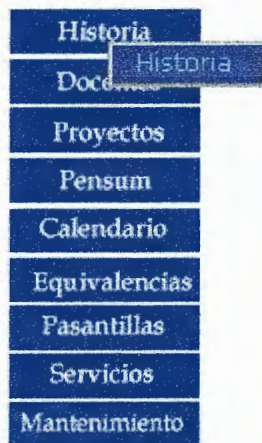 Historia
Historia
Proyectos
Pensum
Calendario
Equivalencias
Pasantillas
Servicios
Mantenimiento